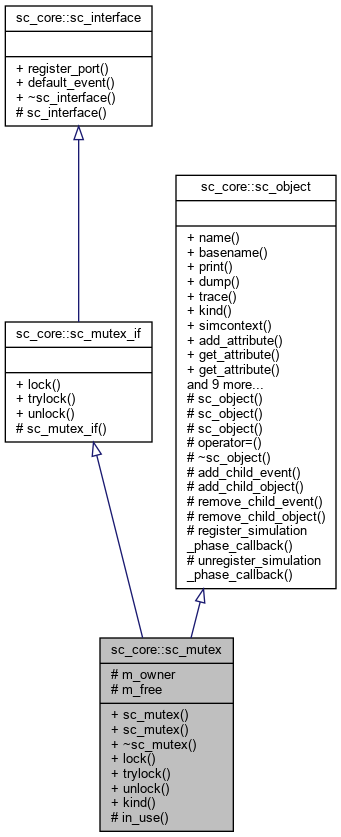 sc_core::sc_interface
+ register_port()
+ default_event()
+ ~sc_interface()
# sc_interface()
sc_core::sc_object
+ name()
+ basename()
+ print()
+ dump()
+ trace()
+ kind()
+ simcontext()
+ add_attribute()
+ get_attribute()
+ get_attribute()
and 9 more...
# sc_object()
# sc_object()
# sc_object()
# operator=()
# ~sc_object()
# add_child_event()
# add_child_object()
# remove_child_event()
# remove_child_object()
# register_simulation
_phase_callback()
# unregister_simulation
_phase_callback()
sc_core::sc_mutex_if
+ lock()
+ trylock()
+ unlock()
# sc_mutex_if()
sc_core::sc_mutex
# m_owner
# m_free
+ sc_mutex()
+ sc_mutex()
+ ~sc_mutex()
+ lock()
+ trylock()
+ unlock()
+ kind()
# in_use()